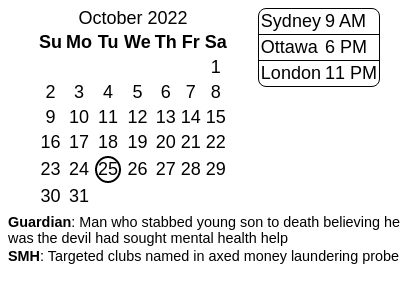 October 2022
Su Mo Tu We Th Fr Sa
1
2 3 4 5 6 7 8
9 10 11 12 13 14 15
16 17 18 19 20 21 22
23 24 25 26 27 28 29
30 31
Sydney 9 AM
Ottawa 6 PM
London 11 PM
Guardian: Man who stabbed young son to death believing he
was the devil had sought mental health help
SMH: Targeted clubs named in axed money laundering probe